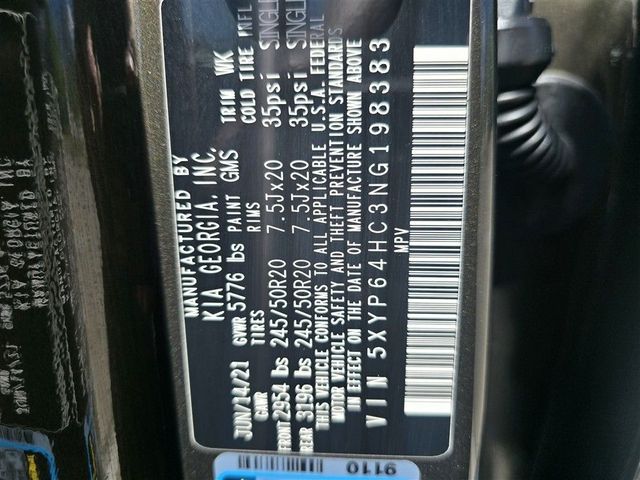 MANUFACTURED BY
KIA GEORGIA, INC.
JUN/14/21 GVWR 5776 lbs PAINT GMS TRIM WK
GWR TIRES RIMS COLD TIRE INFL
FRONT 2954 lbs 245/50R20 7.5Jx20 35psi SINGLE
REAR 3196 lbs 245/50R20 7.5Jx20 35psi SINGLE
THIS VEHICLE CONFORMS TO ALL APPLICABLE U.S.A. FEDERAL
MOTOR VEHICLE SAFETY AND THEFT PREVENTION STANDARDS
IN EFFECT ON THE DATE OF MANUFACTURE SHOWN ABOVE
VIN 5XYP64HC3NG198383
MPV
9110